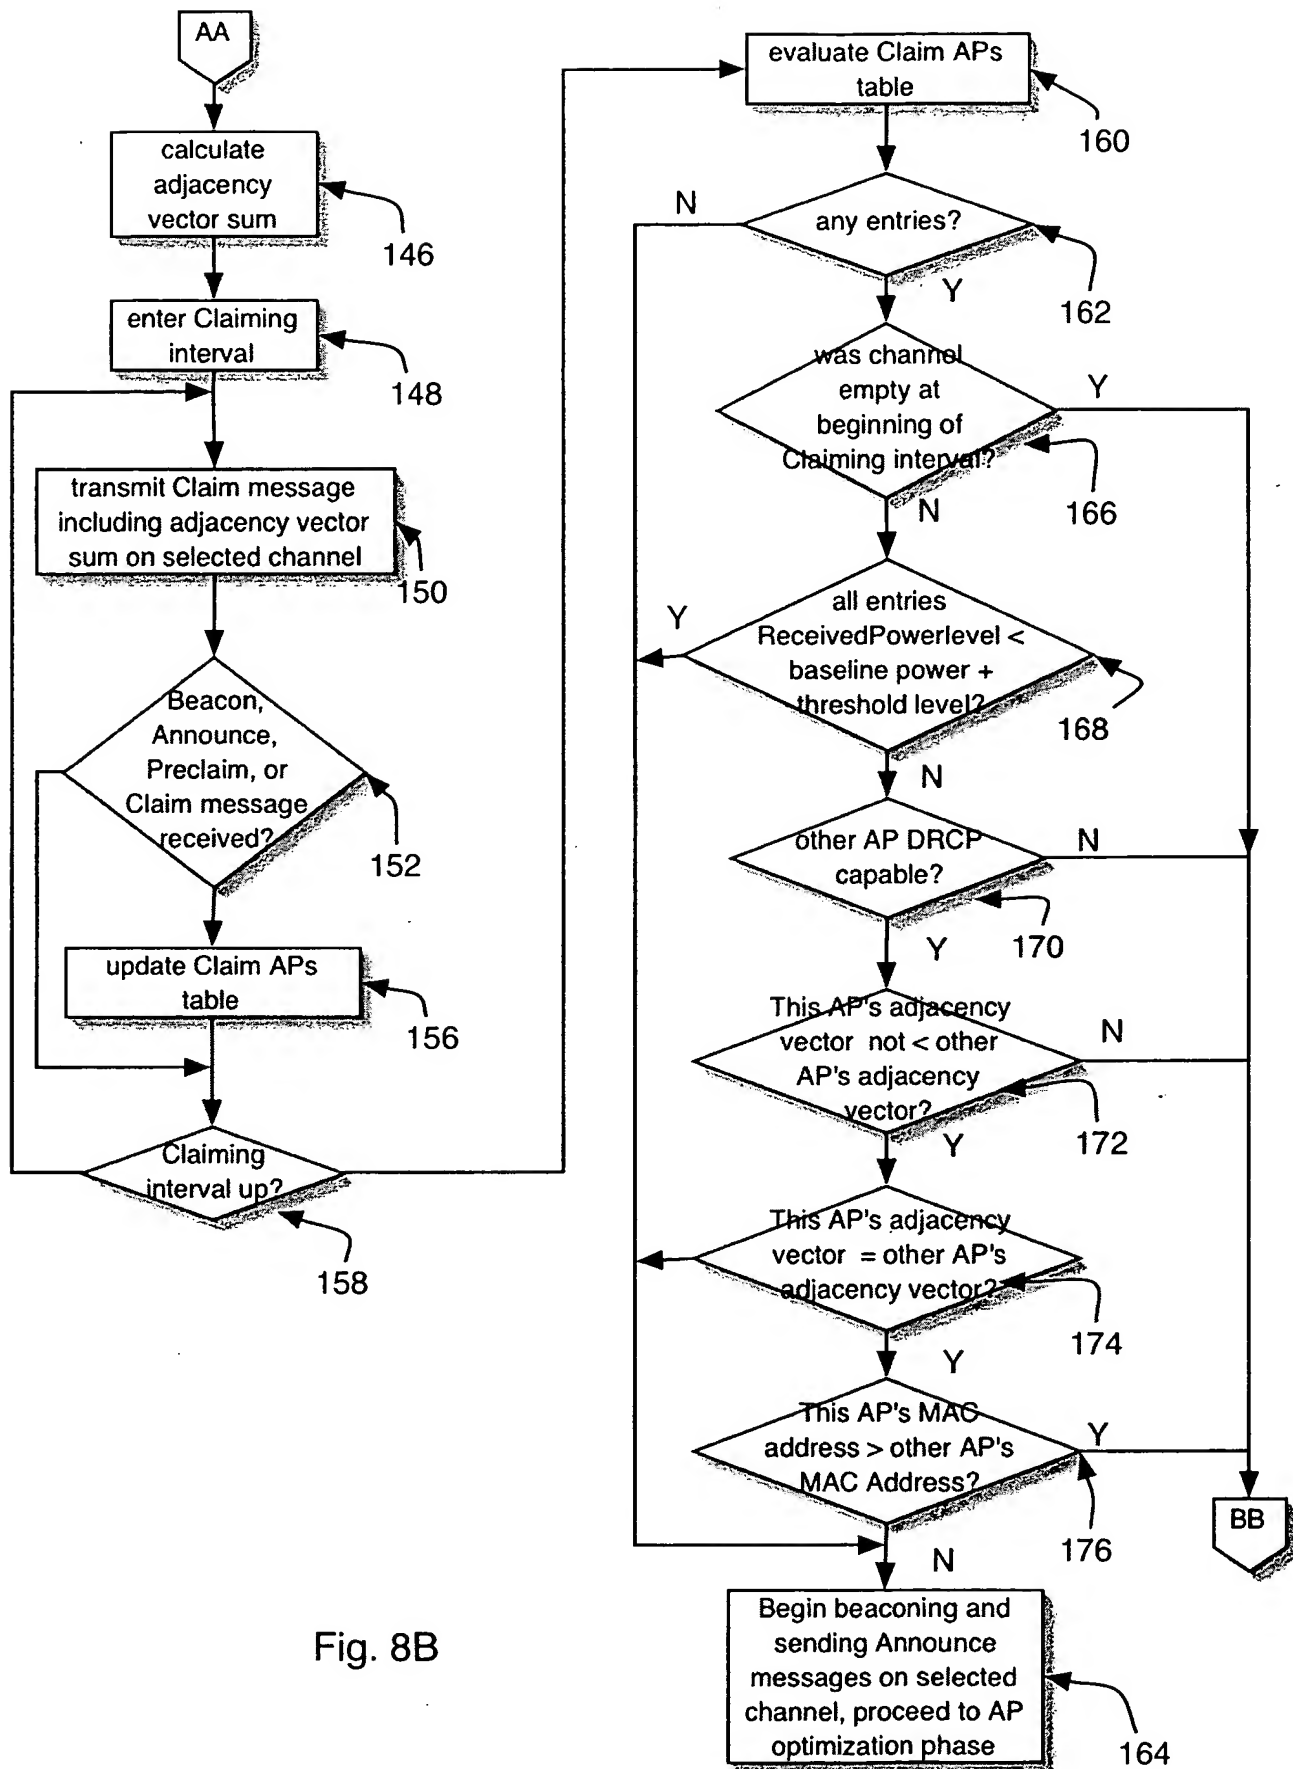 AA
calculate
adjacency
vector sum
146
enter Claiming
interval
148
transmit Claim message
including adjacency vector
sum on selected channel
150
Beacon,
Announce,
Preclaim, or
Claim message
received?
152
update Claim APs
table
156
Claiming
interval up?
158
evaluate Claim APs
table
160
N
any entries?
162
Y
was channel
empty at
beginning of
Claiming interval?
Y
166
N
all entries
ReceivedPowerlevel <
baseline power +
threshold level?
Y
168
N
other AP DRCP
capable?
N
170
Y
This AP's adjacency
vector not < other
AP's adjacency
vector?
N
172
Y
This AP's adjacency
vector = other AP's
adjacency vector?
174
Y
This AP's MAC
address > other AP's
MAC Address?
Y
176
BB
N
Begin beaconing and
sending Announce
messages on selected
channel, proceed to AP
optimization phase
164
Fig. 8B